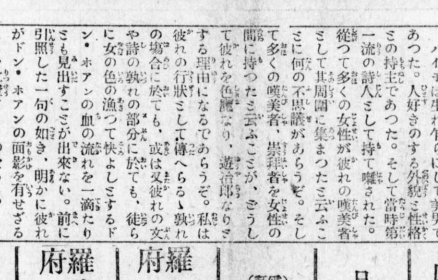 あつた。人好きのする外貌と性格
との持主であつた。そして當時第
一流の詩人として持て囃された。
從つて多くの女性が彼れの嘆美者
として其周圍に集まつたと云ふこ
とに何の不思議があらうぞ。そし
て多くの嘆美者、崇拜者を女性の
間に持つたと云ふことが、どうし
て彼れを色魔なり、遊冶郎なりと
する理由になるであらうぞ。私は
彼れの行狀として傳へらるゝ孰れ
の場合に於ても、或は又彼れの文
や詩の孰れの部分に於ても、徒ら
に女の色の漁つて快よしとするド
ン・ホアンの血の流れを一滴たり
とも見出すことが出來ない。前に
引照した一句の如き、明かに彼れ
がドン・ホアンの面影を有せざる
羅府
羅府